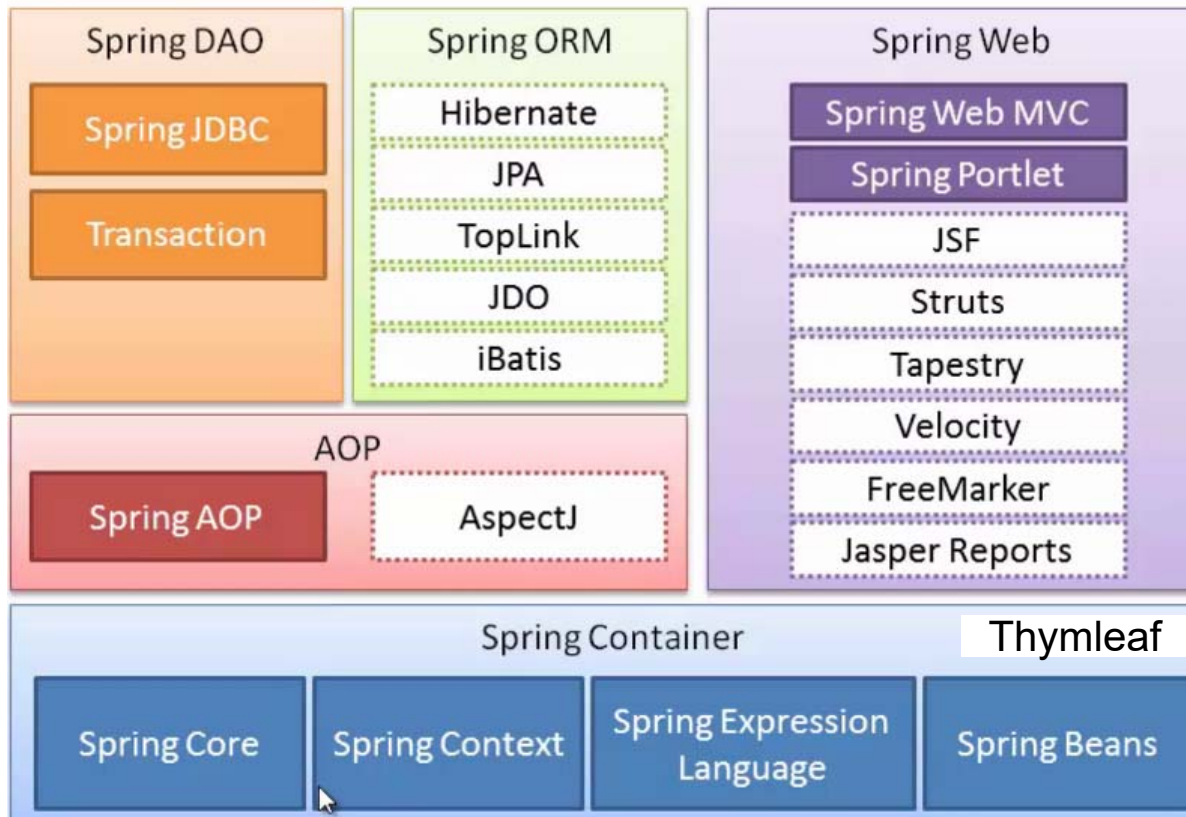 Spring DAO
Spring JDBC
Transaction
Spring ORM
Hibernate
JPA
TopLink
JDO
iBatis
Spring Web
Spring Web MVC
Spring Portlet
JSF
Struts
Tapestry
Velocity
FreeMarker
Jasper Reports
AOP
Spring AOP
AspectJ
Spring Container
Thymleaf
Spring Core
Spring Context
Spring Expression
Language
Spring Beans